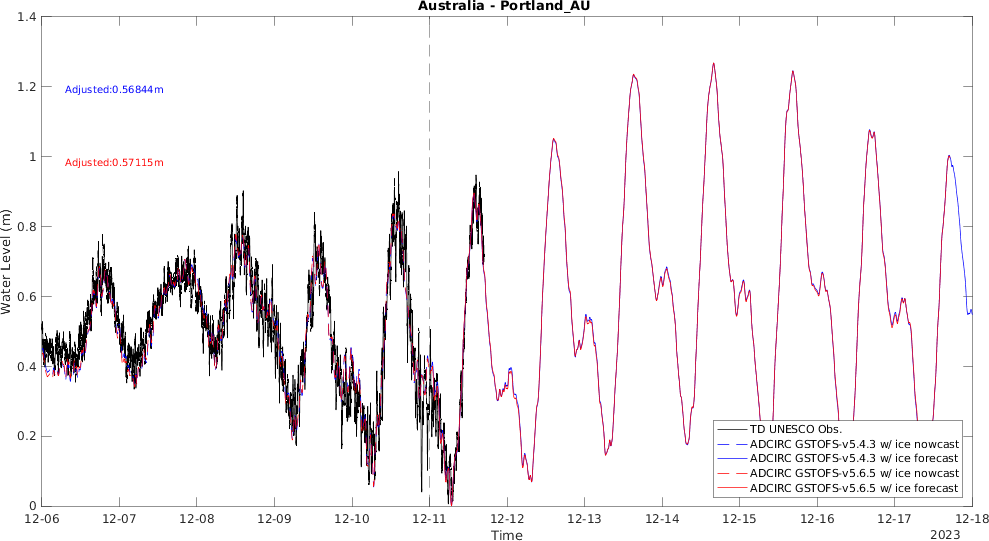 Australia - Portland_AU
Water Level (m)
1.4
1.2
1
0.8
0.6
0.4
0.2
0
Adjusted:0.56844m
Adjusted:0.57115m
TD UNESCO Obs.
ADCIRC GSTOFS-v5.4.3 w/ ice nowcast
ADCIRC GSTOFS-v5.4.3 w/ ice forecast
ADCIRC GSTOFS-v5.6.5 w/ ice nowcast
ADCIRC GSTOFS-v5.6.5 w/ ice forecast
12-06 12-07 12-08 12-09 12-10 12-11 12-12 12-13 12-14 12-15 12-16 12-17 12-18
Time
2023